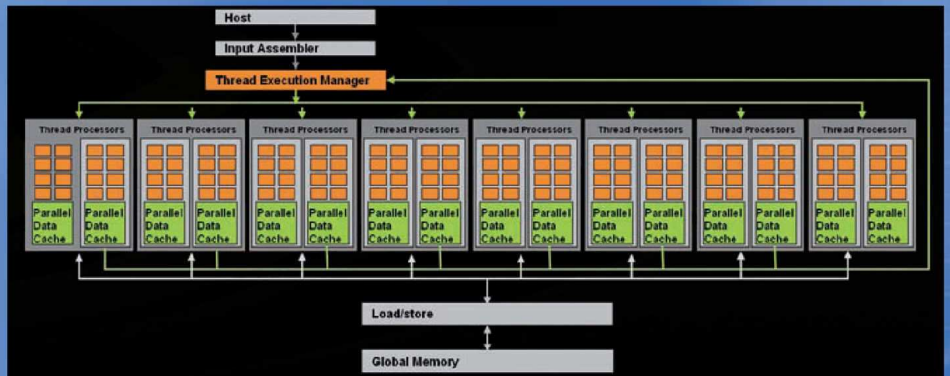 Host
Input Assembler
Thread Execution Manager
Thread Processors Thread Processors Thread Processors Thread Processors Thread Processors Thread Processors Thread Processors Thread Processors
Parallel Parallel Parallel Parallel Parallel Parallel Parallel Parallel Parallel Parallel Parallel Parallel Parallel Parallel Parallel Parallel
Data Data Data Data Data Data Data Data Data Data Data Data Data Data Data Data
Cache Cache Cache Cache Cache Cache Cache Cache Cache Cache Cache Cache Cache Cache Cache Cache
Load/store
Global Memory